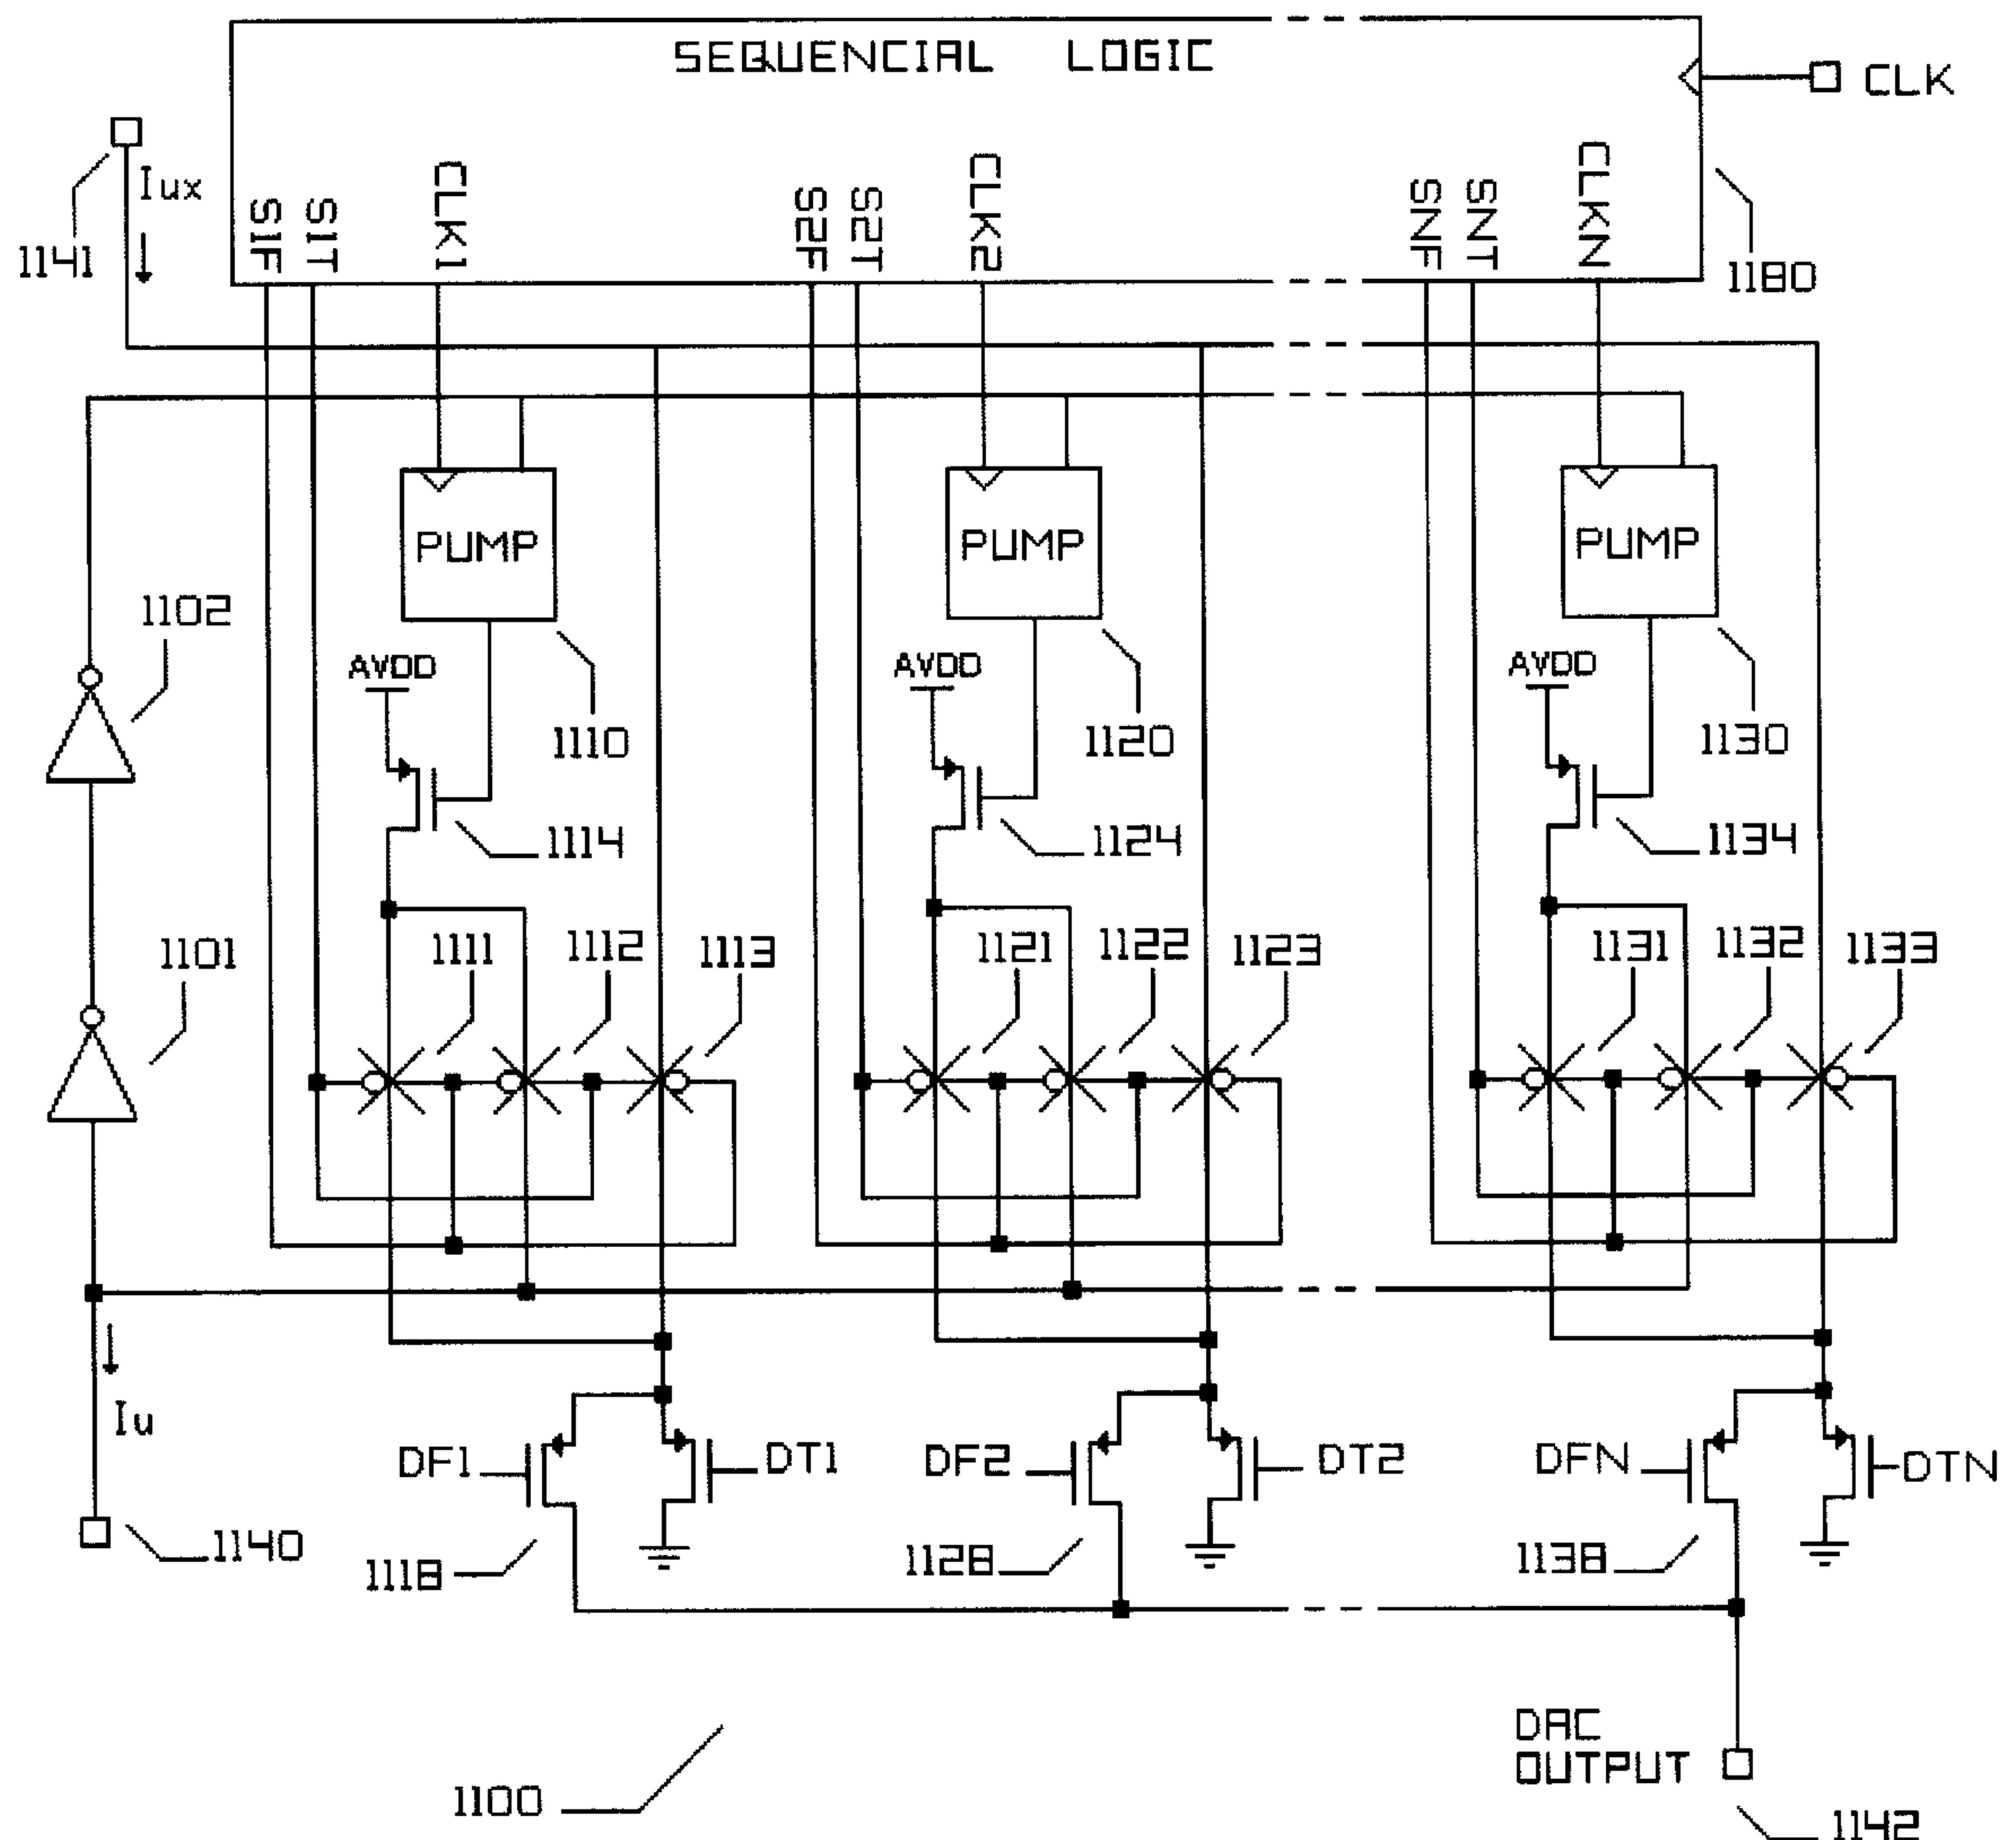 SEQUENCIAL LOGIC
CLK
Iux
1141
S1F
S1T
CLK1
S2F
S2T
CLK2
SNF
SNT
CLKN
1180
PUMP
PUMP
PUMP
1102
AVDD
AVDD
AVDD
1110
1120
1130
1114
1124
1134
1101
1111
1112
1113
1121
1122
1123
1131
1132
1133
Iu
DF1
DT1
DF2
DT2
DFN
DTN
1140
1118
1128
1138
DAC
OUTPUT
1100
1142